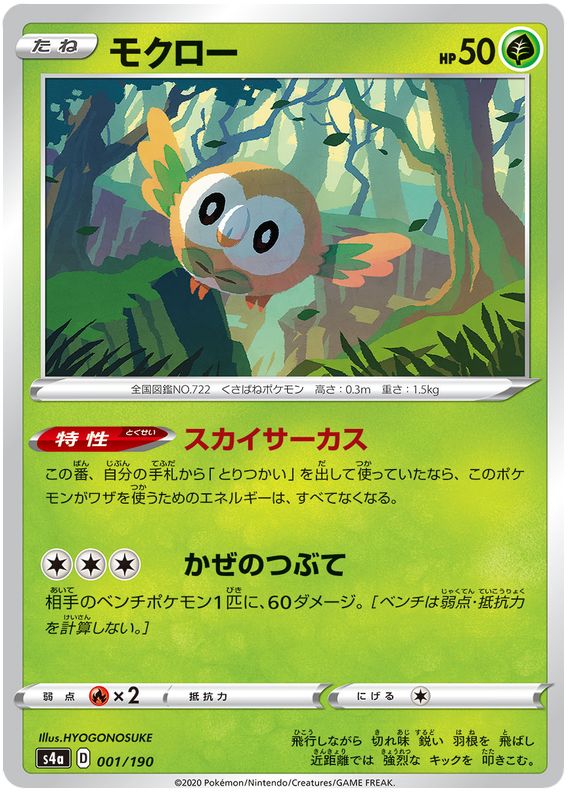 たね モクロー HP 50
全国図鑑NO.722 くさばねポケモン 高さ:0.3m 重さ:1.5kg
特性 とくせい スカイサーカス
この番、自分の手札から「とりつかい」を出して使っていたなら、このポケ
モンがワザを使うためのエネルギーは、すべてなくなる。
かぜのつぶて
相手のベンチポケモン1匹に、60ダメージ。[ベンチは弱点・抵抗力
を計算しない。]
弱点 ×2 抵抗力 にげる
Illus.HYOGONOSUKE
s4a D 001/190
飛行しながら 切れ味 鋭い 羽根を 飛ばし
近距離では 強烈な キックを 叩きこむ。
©2020 Pokémon/Nintendo/Creatures/GAME FREAK.